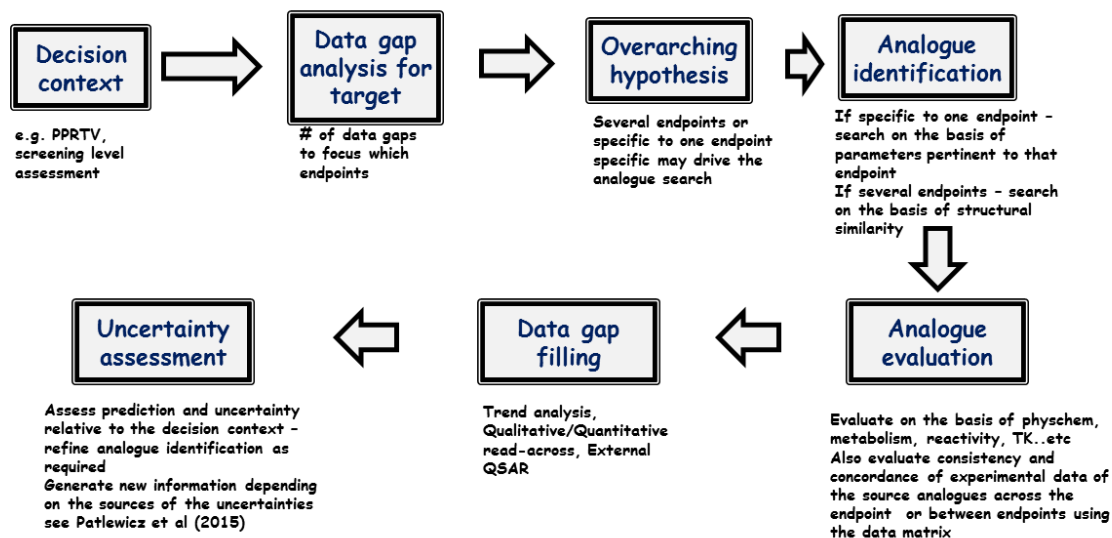 Decision
context
e.g. PPRTV,
screening level
assessment
Data gap
analysis for
target
# of data gaps
to focus which
endpoints
Overarching
hypothesis
Several endpoints or
specific to one endpoint
specific may drive the
analogue search
Analogue
identification
If specific to one endpoint –
search on the basis of
parameters pertinent to that
endpoint
If several endpoints – search
on the basis of structural
similarity
Analogue
evaluation
Evaluate on the basis of physchem,
metabolism, reactivity, TK..etc
Also evaluate consistency and
concordance of experimental data of
the source analogues across the
endpoint or between endpoints using
the data matrix
Data gap
filling
Trend analysis,
Qualitative/Quantitative
read-across, External
QSAR
Uncertainty
assessment
Assess prediction and uncertainty
relative to the decision context –
refine analogue identification as
required
Generate new information depending
on the sources of the uncertainties
see Patlewicz et al (2015)